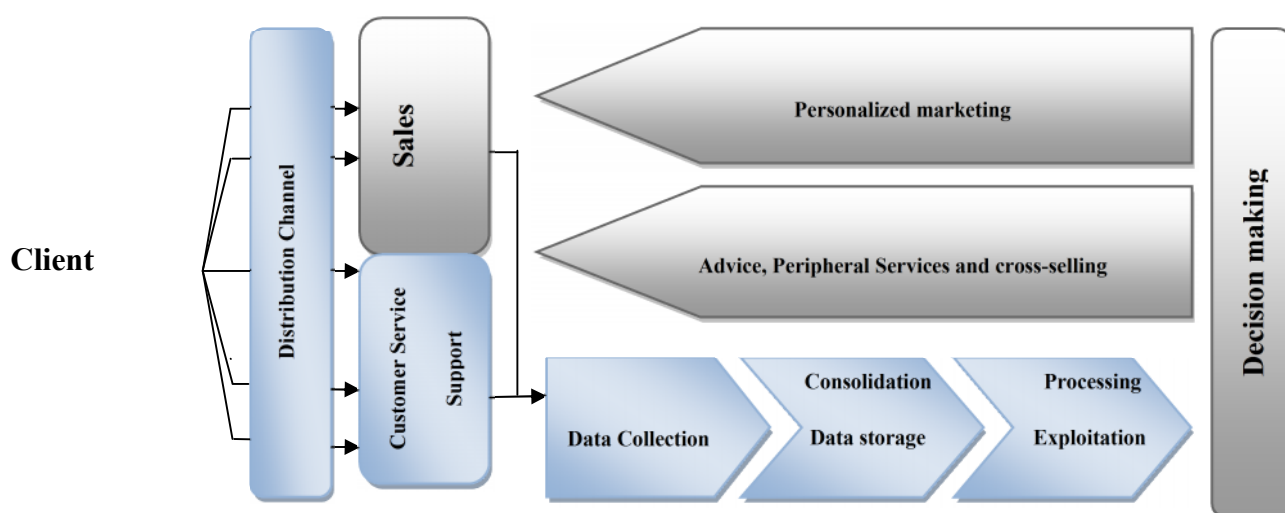 Client
Distribution Channel
Sales
Customer Service
Support
Personalized marketing
Advice, Peripheral Services and cross-selling
Data Collection
Consolidation
Data storage
Processing
Exploitation
Decision making